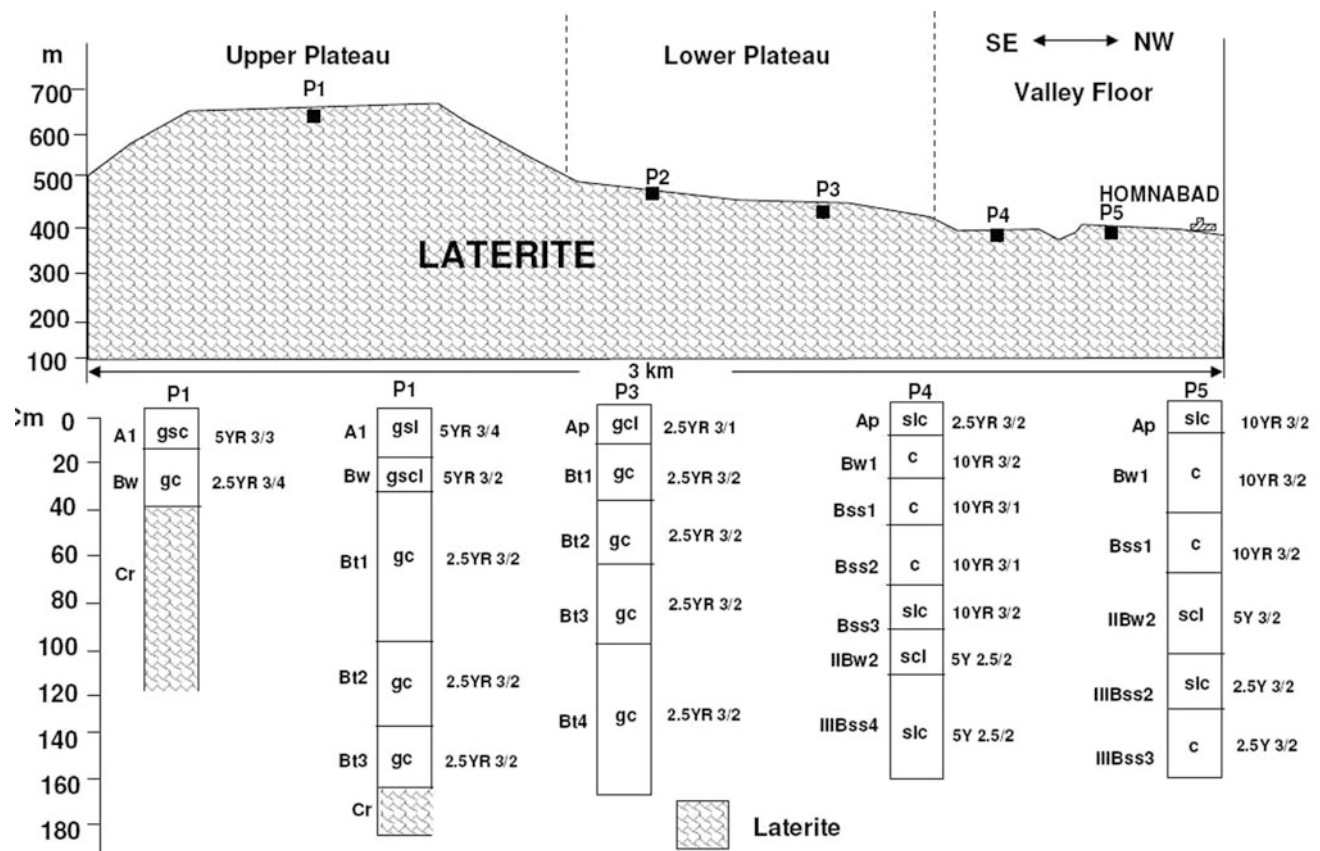 m
Upper Plateau
Lower Plateau
SE NW
Valley Floor
700
600
500
400
300
200
100
P1
P2
P3
P4
P5
HOMNABAD
LATERITE
3 km
Cm
0
20
40
60
80
100
120
140
160
180
P1
A1 gsc 5YR 3/3
Bw gc 2.5YR 3/4
Cr
P1
A1 gsl 5YR 3/4
Bw gscl 5YR 3/2
Bt1 gc 2.5YR 3/2
Bt2 gc 2.5YR 3/2
Bt3 gc 2.5YR 3/2
Cr
P3
Ap gcl 2.5YR 3/1
Bt1 gc 2.5YR 3/2
Bt2 gc 2.5YR 3/2
Bt3 gc 2.5YR 3/2
Bt4 gc 2.5YR 3/2
P4
Ap slc 2.5YR 3/2
Bw1 c 10YR 3/2
Bss1 c 10YR 3/1
Bss2 c 10YR 3/1
Bss3 slc 10YR 3/2
IIBw2 scl 5Y 2.5/2
IIIBss4 slc 5Y 2.5/2
P5
Ap slc 10YR 3/2
Bw1 c 10YR 3/2
Bss1 c 10YR 3/2
IIBw2 scl 5Y 3/2
IIIBss2 slc 2.5Y 3/2
IIIBss3 c 2.5Y 3/2
Laterite